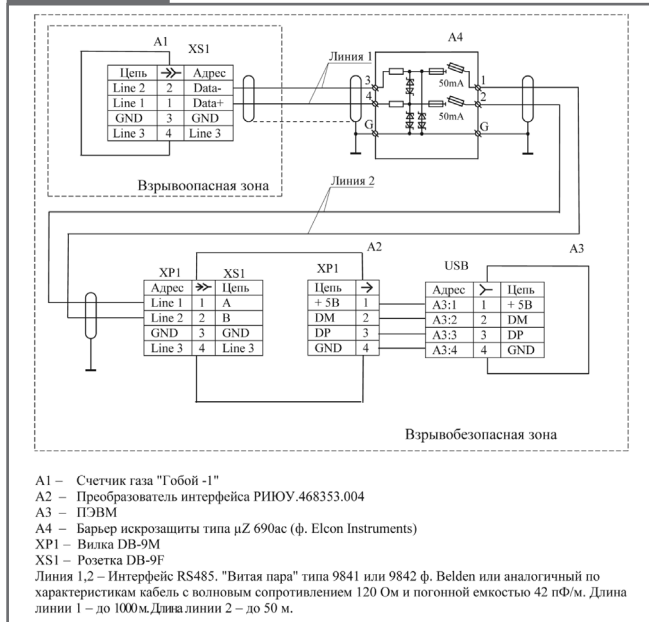 A1
XS1
Цепь Адрес
Line 2 2 Data-
Line 1 1 Data+
GND 3 GND
Line 3 4 Line 3
Линия 1
A4
3
4
G
1
2
G
50mA
50mA
Взрывоопасная зона
Линия 2
A2
A3
XP1 XS1
Адрес Цепь
Line 1 1 A
Line 2 2 B
GND 3 GND
Line 3 4 Line 3
XP1
Цепь
+ 5В 1
DM 2
DP 3
GND 4
USB
Адрес Цепь
A3:1 1 + 5В
A3:2 2 DM
A3:3 3 DP
A3:4 4 GND
Взрывобезопасная зона
A1 – Счетчик газа "Гобой -1"
A2 – Преобразователь интерфейса РИЮУ.468353.004
A3 – ПЭВМ
A4 – Барьер искрозащиты типа µZ 690ac (ф. Elcon Instruments)
XP1 – Вилка DB-9M
XS1 – Розетка DB-9F
Линия 1,2 – Интерфейс RS485. "Витая пара" типа 9841 или 9842 ф. Belden или аналогичный по
характеристикам кабель с волновым сопротивлением 120 Ом и погонной емкостью 42 пФ/м. Длина
линии 1 – до 1000м. Длина линии 2 – до 50 м.